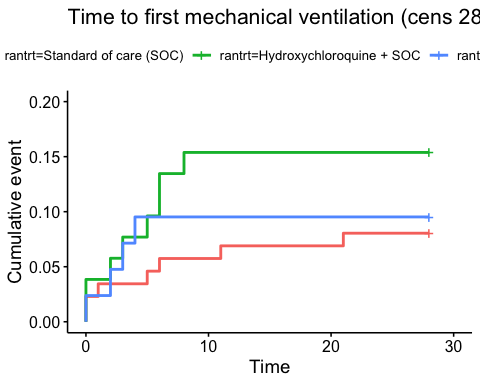 Time to first mechanical ventilation (cens 28
rantrt=Standard of care (SOC) rantrt=Hydroxychloroquine + SOC rant
0.20
0.15
0.10
0.05
0.00
Cumulative event
0 10 20 30
Time